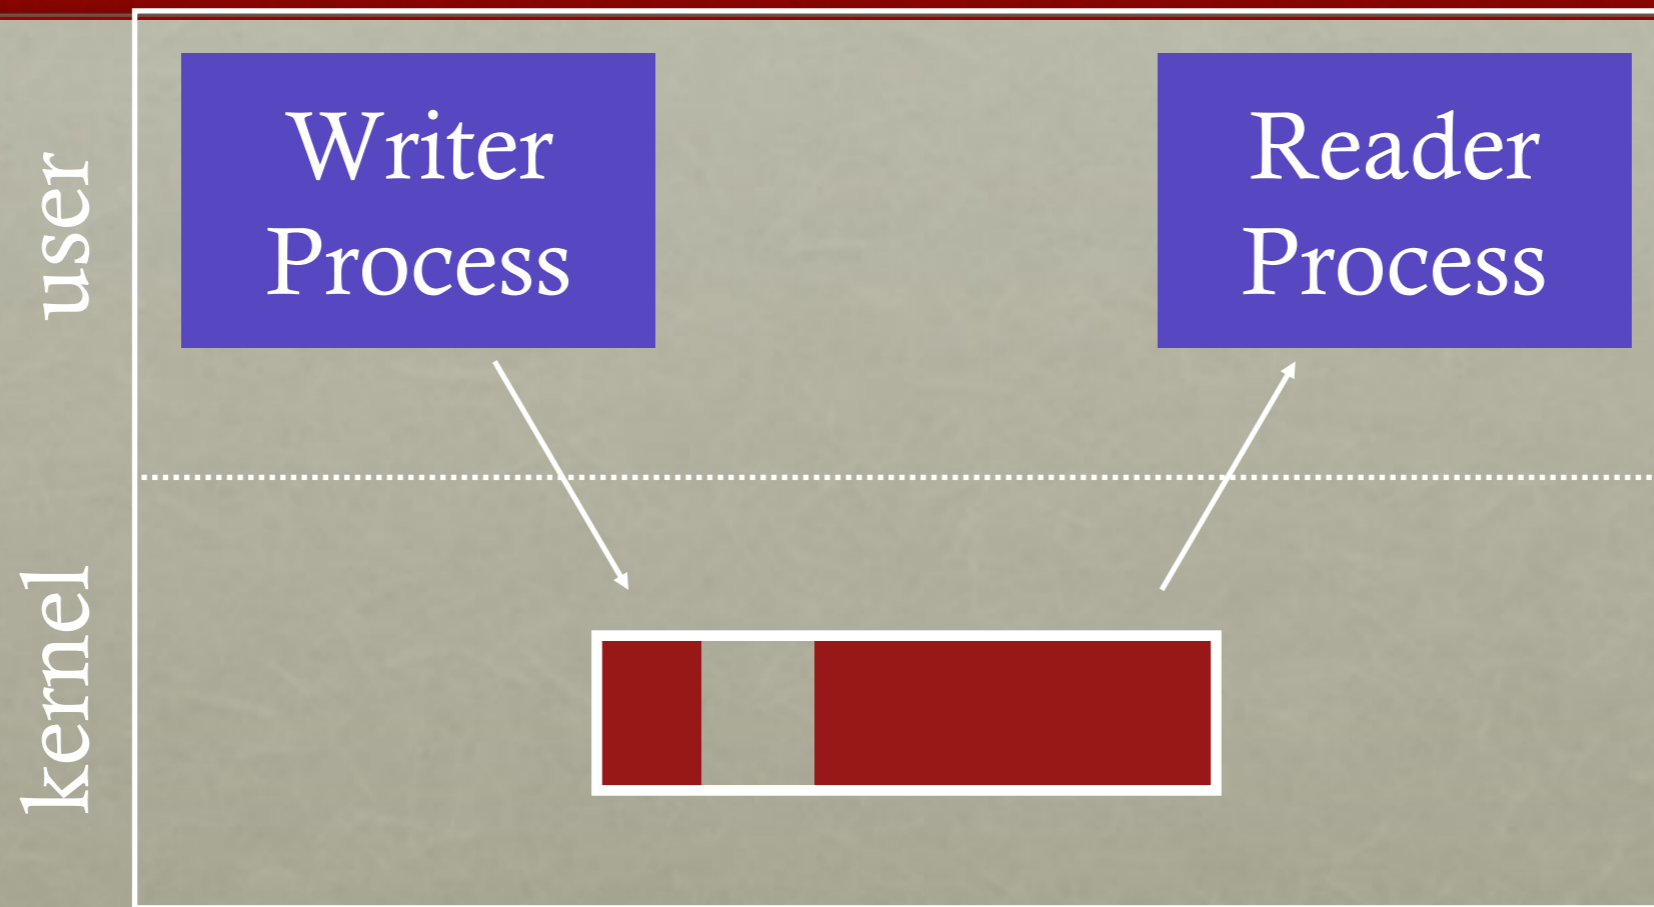 user
Writer
Process
Reader
Process
kernel